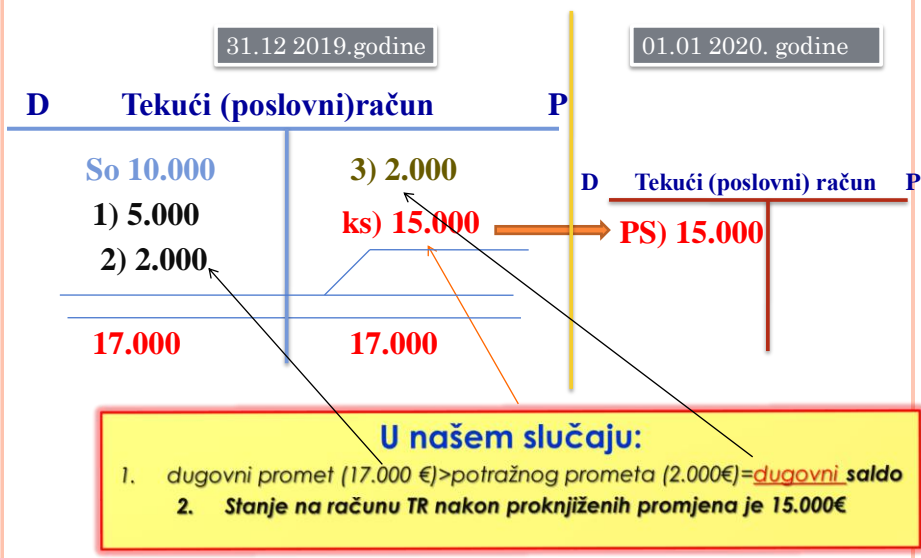 31.12 2019.godine
01.01 2020. godine
D Tekući (poslovni)račun P
So 10.000 3) 2.000
1) 5.000 ks) 15.000
2) 2.000
17.000 17.000
D Tekući (poslovni) račun P
PS) 15.000
U našem slučaju:
1. dugovni promet (17.000 €)>potražnog prometa (2.000€)=dugovni saldo
2. Stanje na računu TR nakon proknjiženih promjena je 15.000€